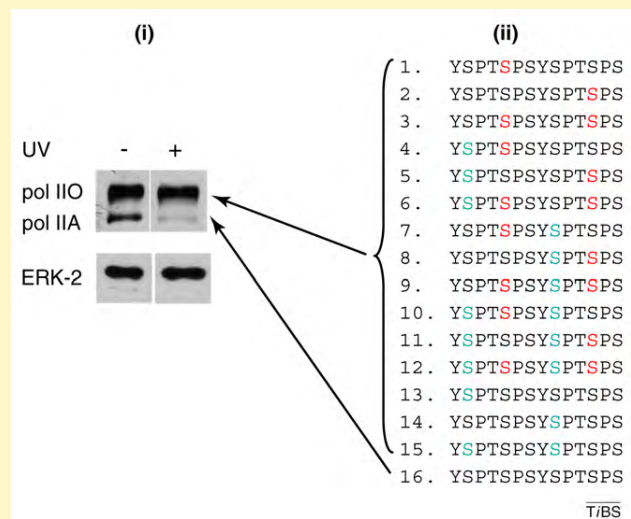 (i)
(ii)
UV - +
pol IIO
pol IIA
ERK-2
1. YSPTSPSYSPTSPS
2. YSPTSPSYSPTSPS
3. YSPTSPSYSPTSPS
4. YSPTSPSYSPTSPS
5. YSPTSPSYSPTSPS
6. YSPTSPSYSPTSPS
7. YSPTSPSYSPTSPS
8. YSPTSPSYSPTSPS
9. YSPTSPSYSPTSPS
10. YSPTSPSYSPTSPS
11. YSPTSPSYSPTSPS
12. YSPTSPSYSPTSPS
13. YSPTSPSYSPTSPS
14. YSPTSPSYSPTSPS
15. YSPTSPSYSPTSPS
16. YSPTSPSYSPTSPS
TiBS